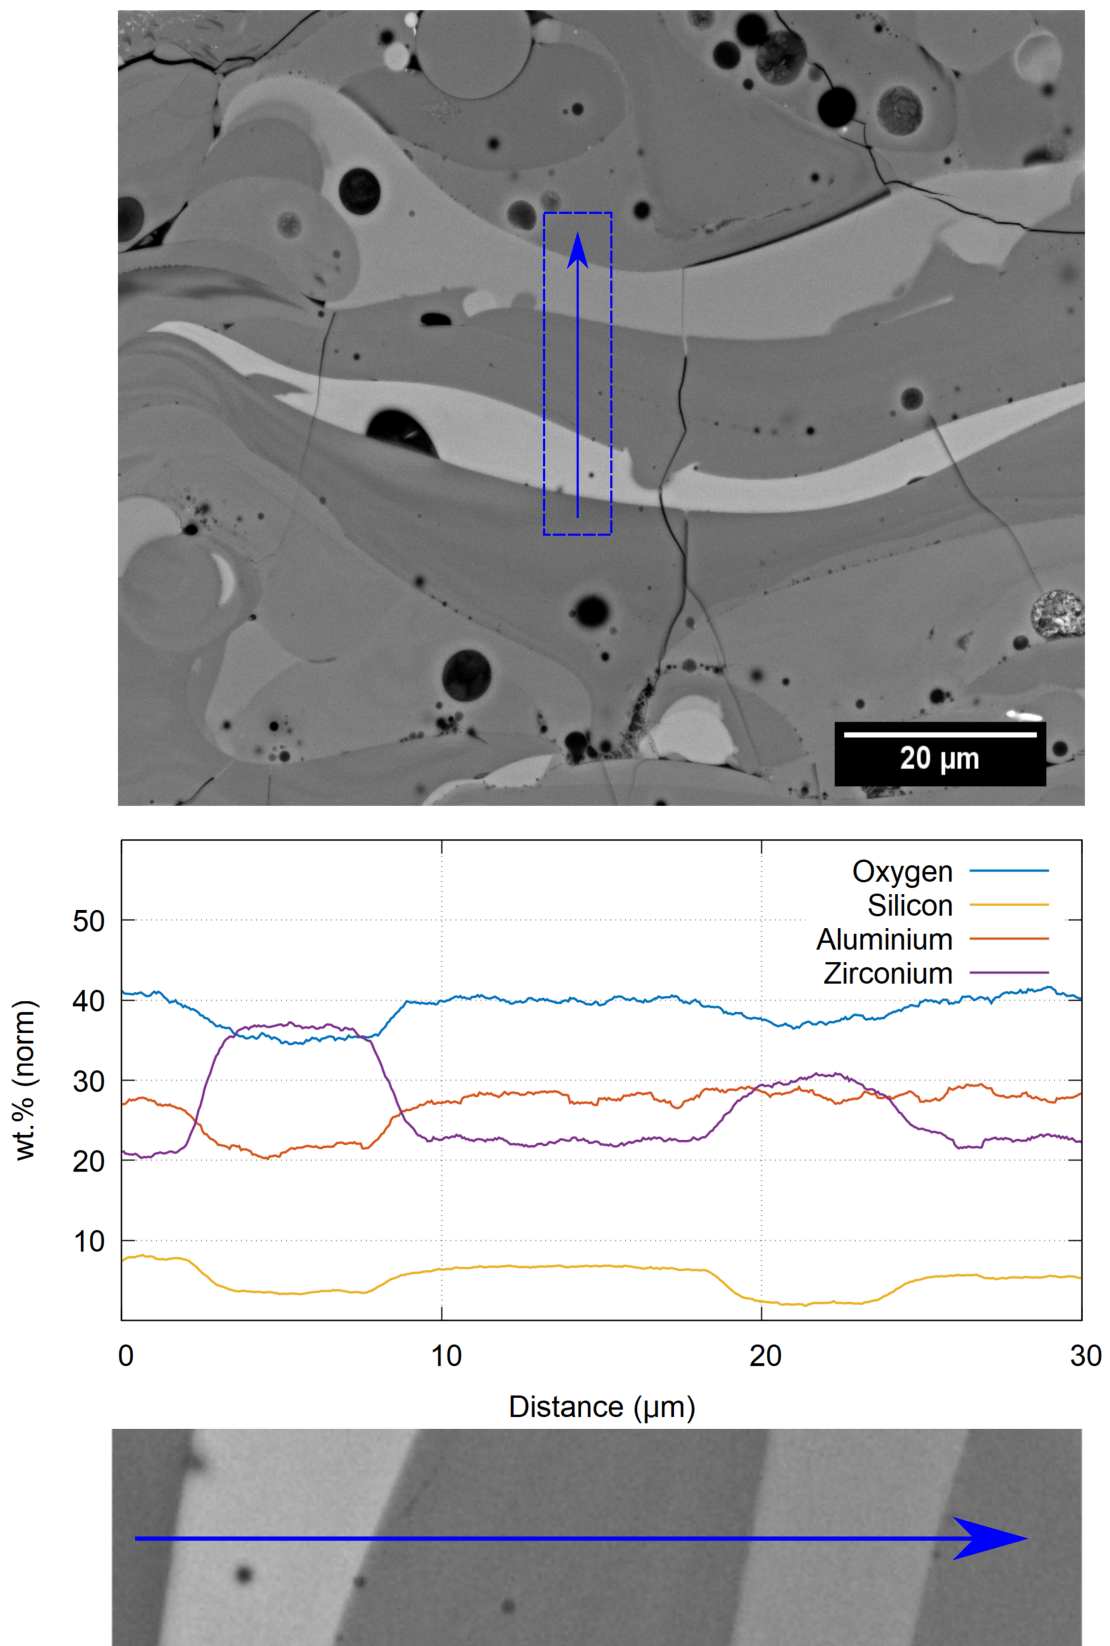 20 µm
Oxygen
Silicon
Aluminium
Zirconium
50
40
30
20
10
wt.% (norm)
0 10 20 30
Distance (µm)